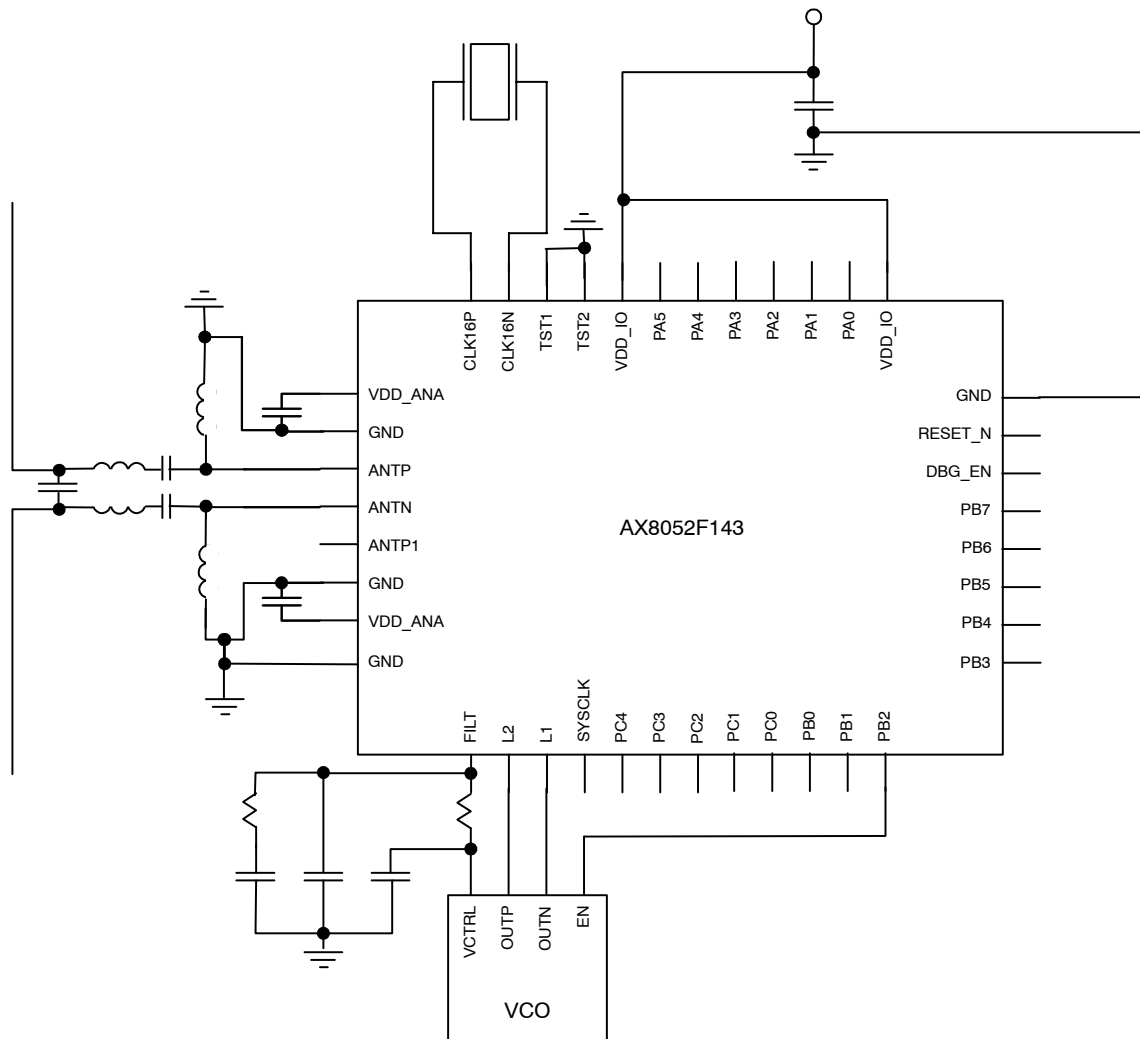 CLK16P
CLK16N
TST1
TST2
VDD_IO
PA5
PA4
PA3
PA2
PA1
PA0
VDD_IO
VDD_ANA
GND
ANTP
ANTN
ANTP1
GND
VDD_ANA
GND
AX8052F143
GND
RESET_N
DBG_EN
PB7
PB6
PB5
PB4
PB3
FILT
L2
L1
SYSCLK
PC4
PC3
PC2
PC1
PC0
PB0
PB1
PB2
VCTRL
OUTP
OUTN
EN
VCO